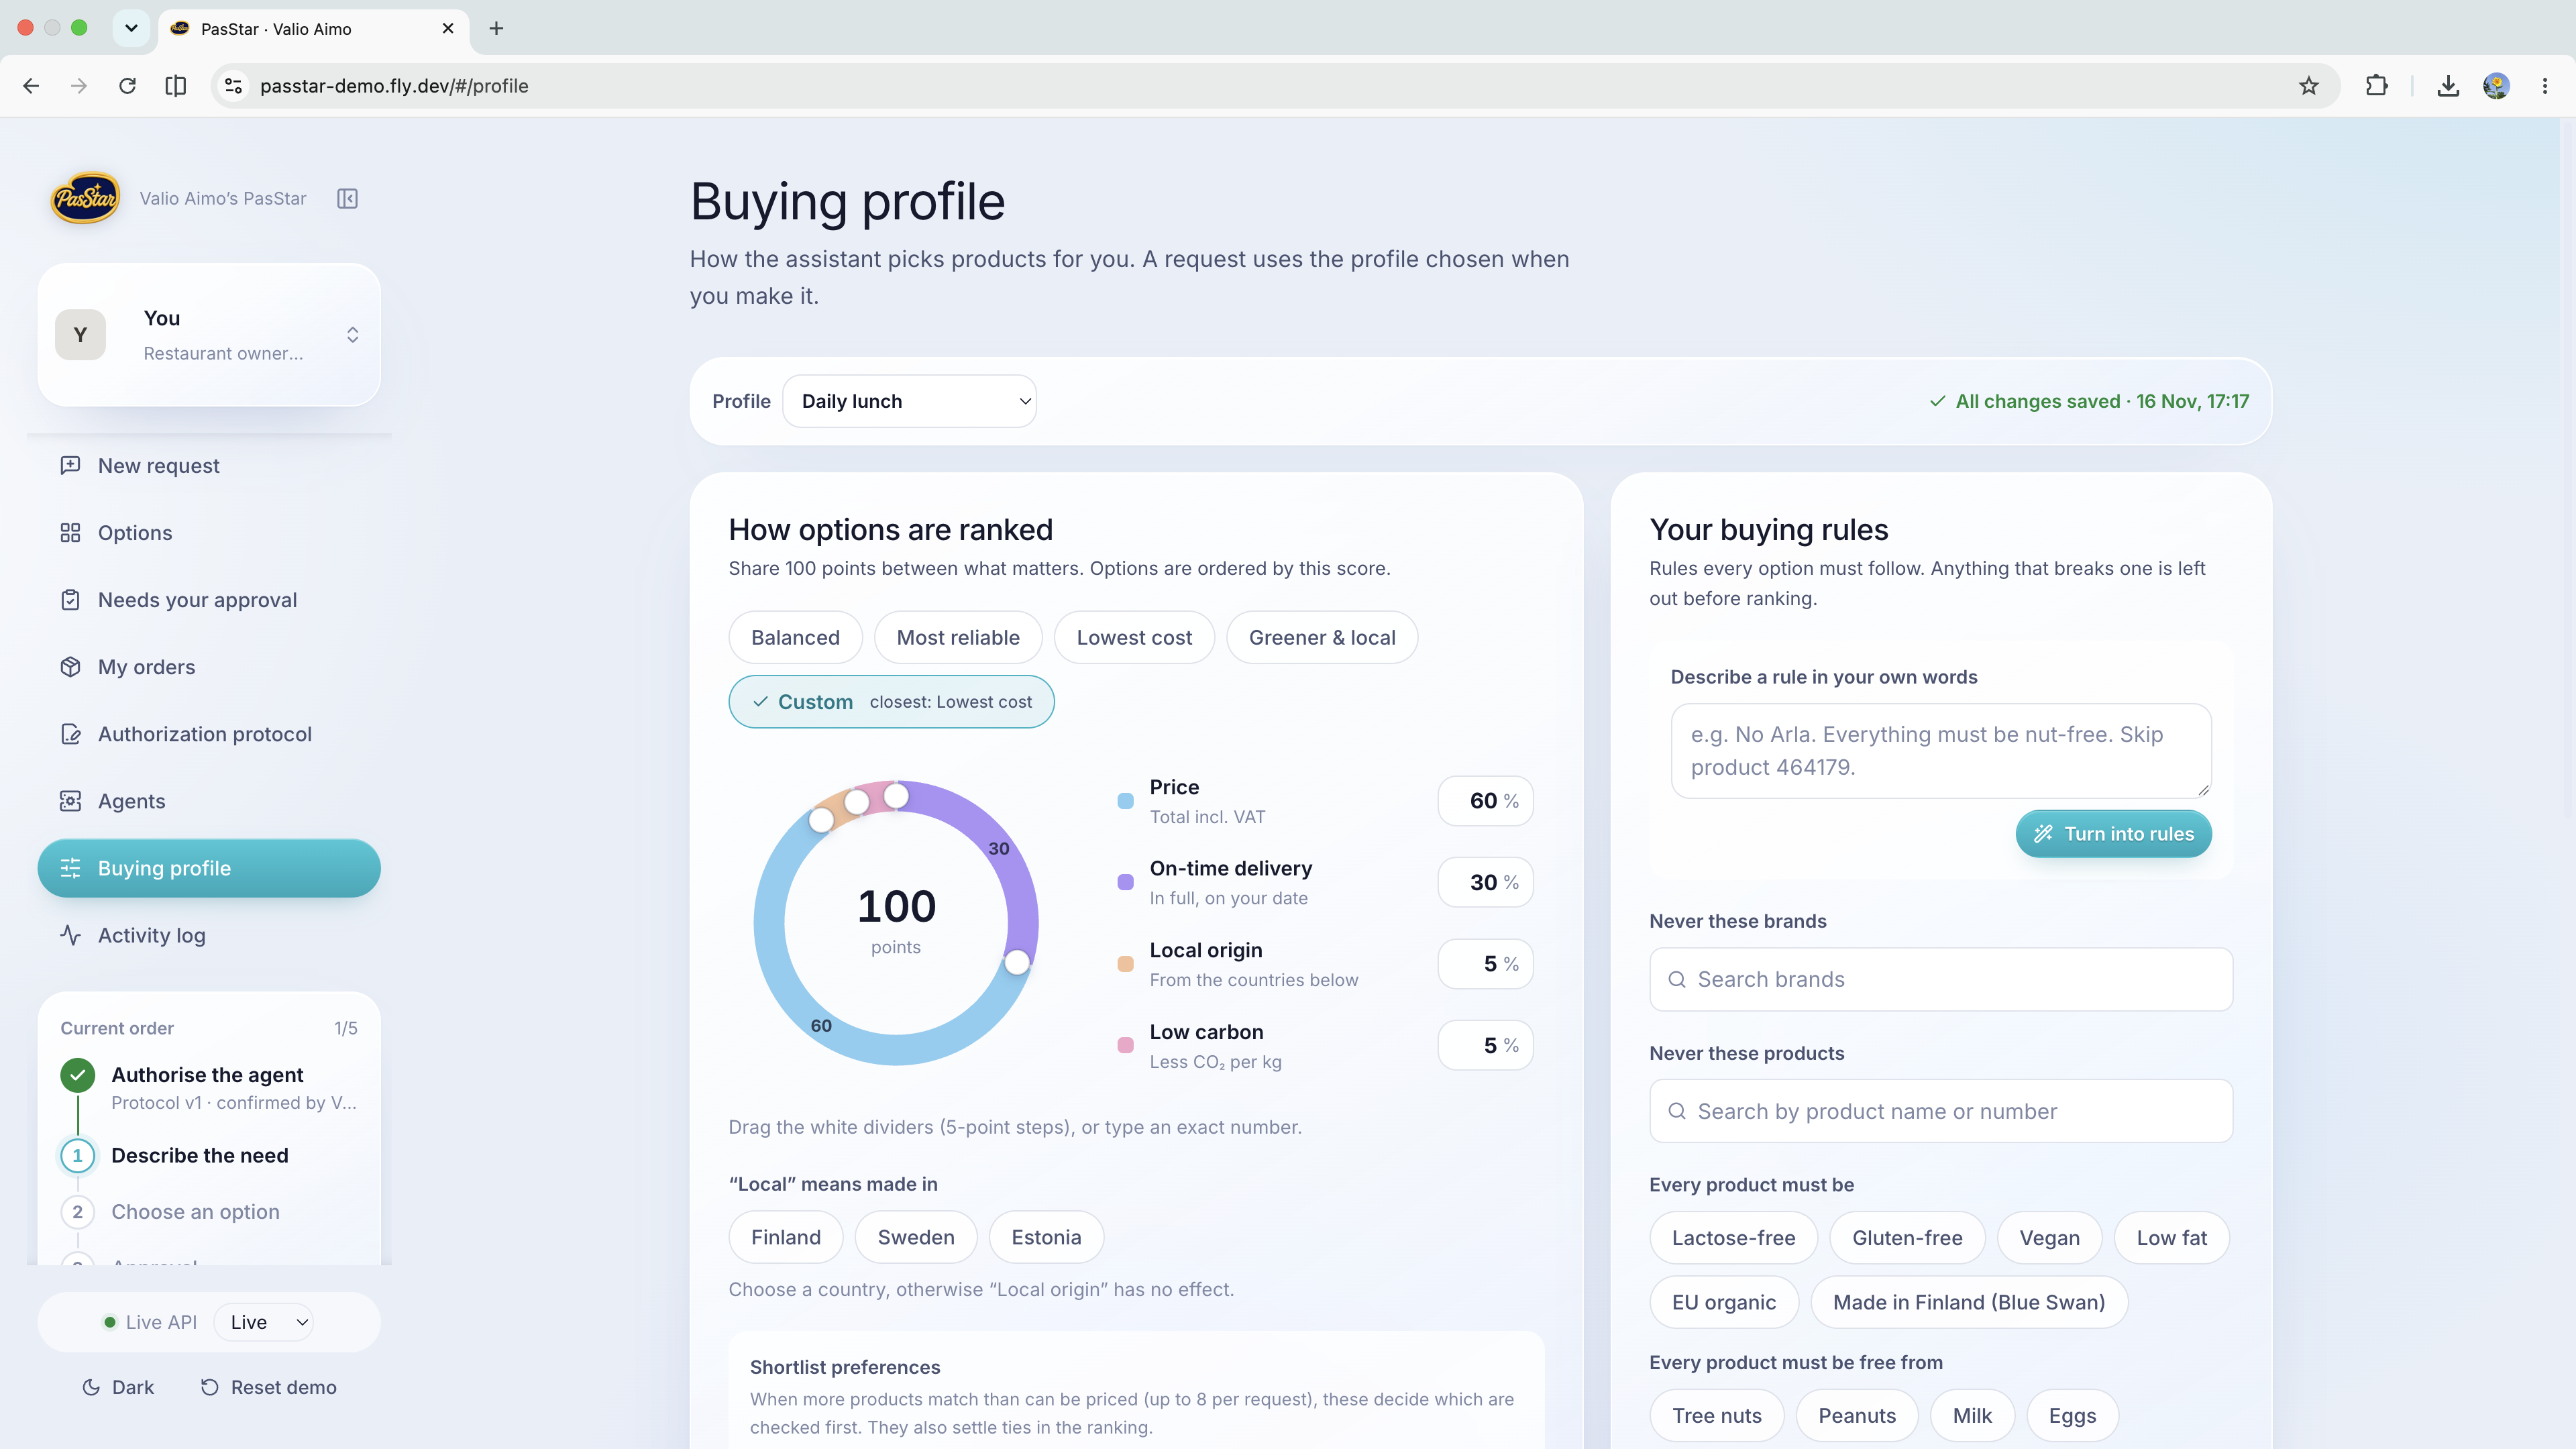 PasStar · Valio Aimo
passtar-demo.fly.dev/#/profile
PasStar
Valio Aimo's PasStar
Y
You
Restaurant owner...
New request
Options
Needs your approval
My orders
Authorization protocol
Agents
Buying profile
Activity log
Current order 1/5
Authorise the agent
Protocol v1 · confirmed by V...
1 Describe the need
2 Choose an option
Live API Live
Dark Reset demo
Buying profile
How the assistant picks products for you. A request uses the profile chosen when
you make it.
Profile Daily lunch
All changes saved · 16 Nov, 17:17
How options are ranked
Share 100 points between what matters. Options are ordered by this score.
Balanced Most reliable Lowest cost Greener & local
Custom closest: Lowest cost
30
60
100
points
Price 60 %
Total incl. VAT
On-time delivery 30 %
In full, on your date
Local origin 5 %
From the countries below
Low carbon 5 %
Less CO₂ per kg
Drag the white dividers (5-point steps), or type an exact number.
“Local” means made in
Finland Sweden Estonia
Choose a country, otherwise “Local origin” has no effect.
Shortlist preferences
When more products match than can be priced (up to 8 per request), these decide which are
checked first. They also settle ties in the ranking.
Your buying rules
Rules every option must follow. Anything that breaks one is left
out before ranking.
Describe a rule in your own words
e.g. No Arla. Everything must be nut-free. Skip
product 464179.
Turn into rules
Never these brands
Search brands
Never these products
Search by product name or number
Every product must be
Lactose-free Gluten-free Vegan Low fat
EU organic Made in Finland (Blue Swan)
Every product must be free from
Tree nuts Peanuts Milk Eggs